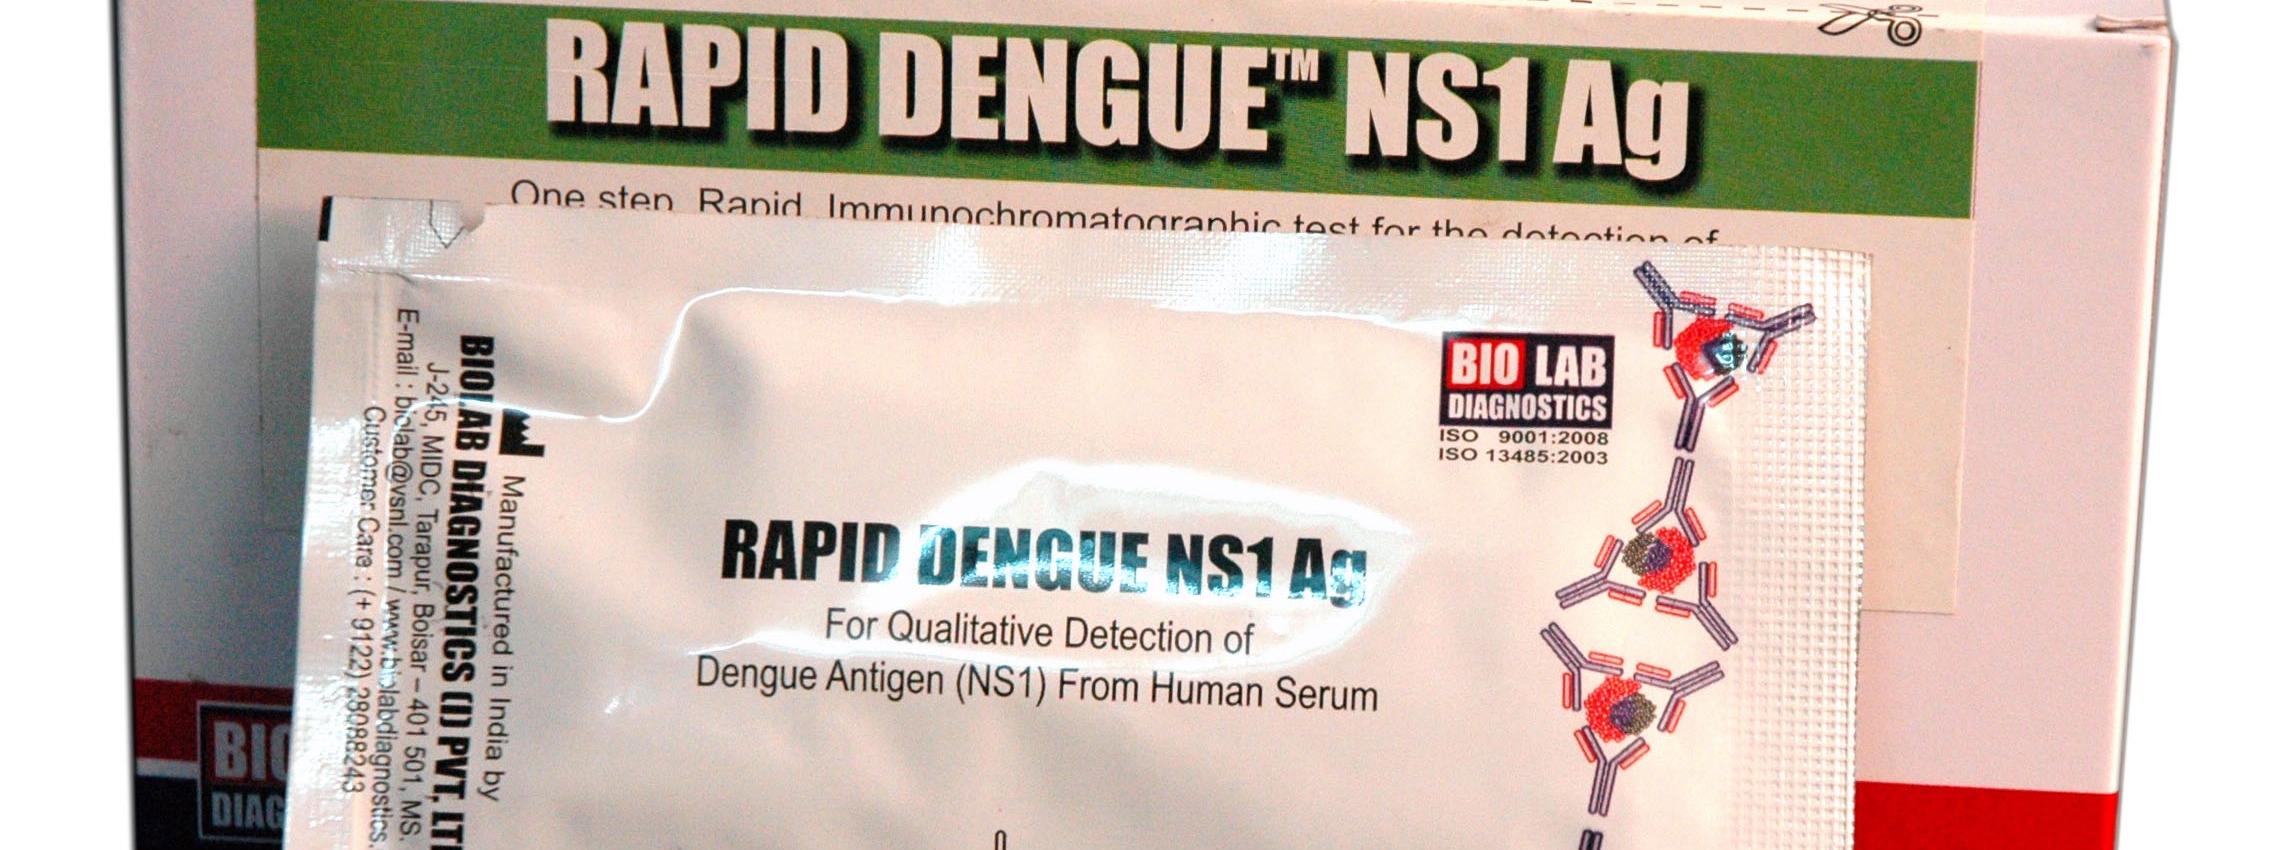 RAPID DENGUE™ NS1 Ag
One step, Rapid, Immunochromatographic test for the detection of
BIO LAB
DIAGNOSTICS
ISO 9001:2008
ISO 13485:2003
RAPID DENGUE NS1 Ag
For Qualitative Detection of
Dengue Antigen (NS1) From Human Serum
Manufactured in India by
BIOLAB DIAGNOSTICS (I) PVT. LT
J-245, MIDC, Tarapur, Boisar – 401 501, MS.
E-mail : biolab@vsnl.com / www.biolabdiagnostics.
Customer Care : (+ 9122) 28088243
BIO
DIAG